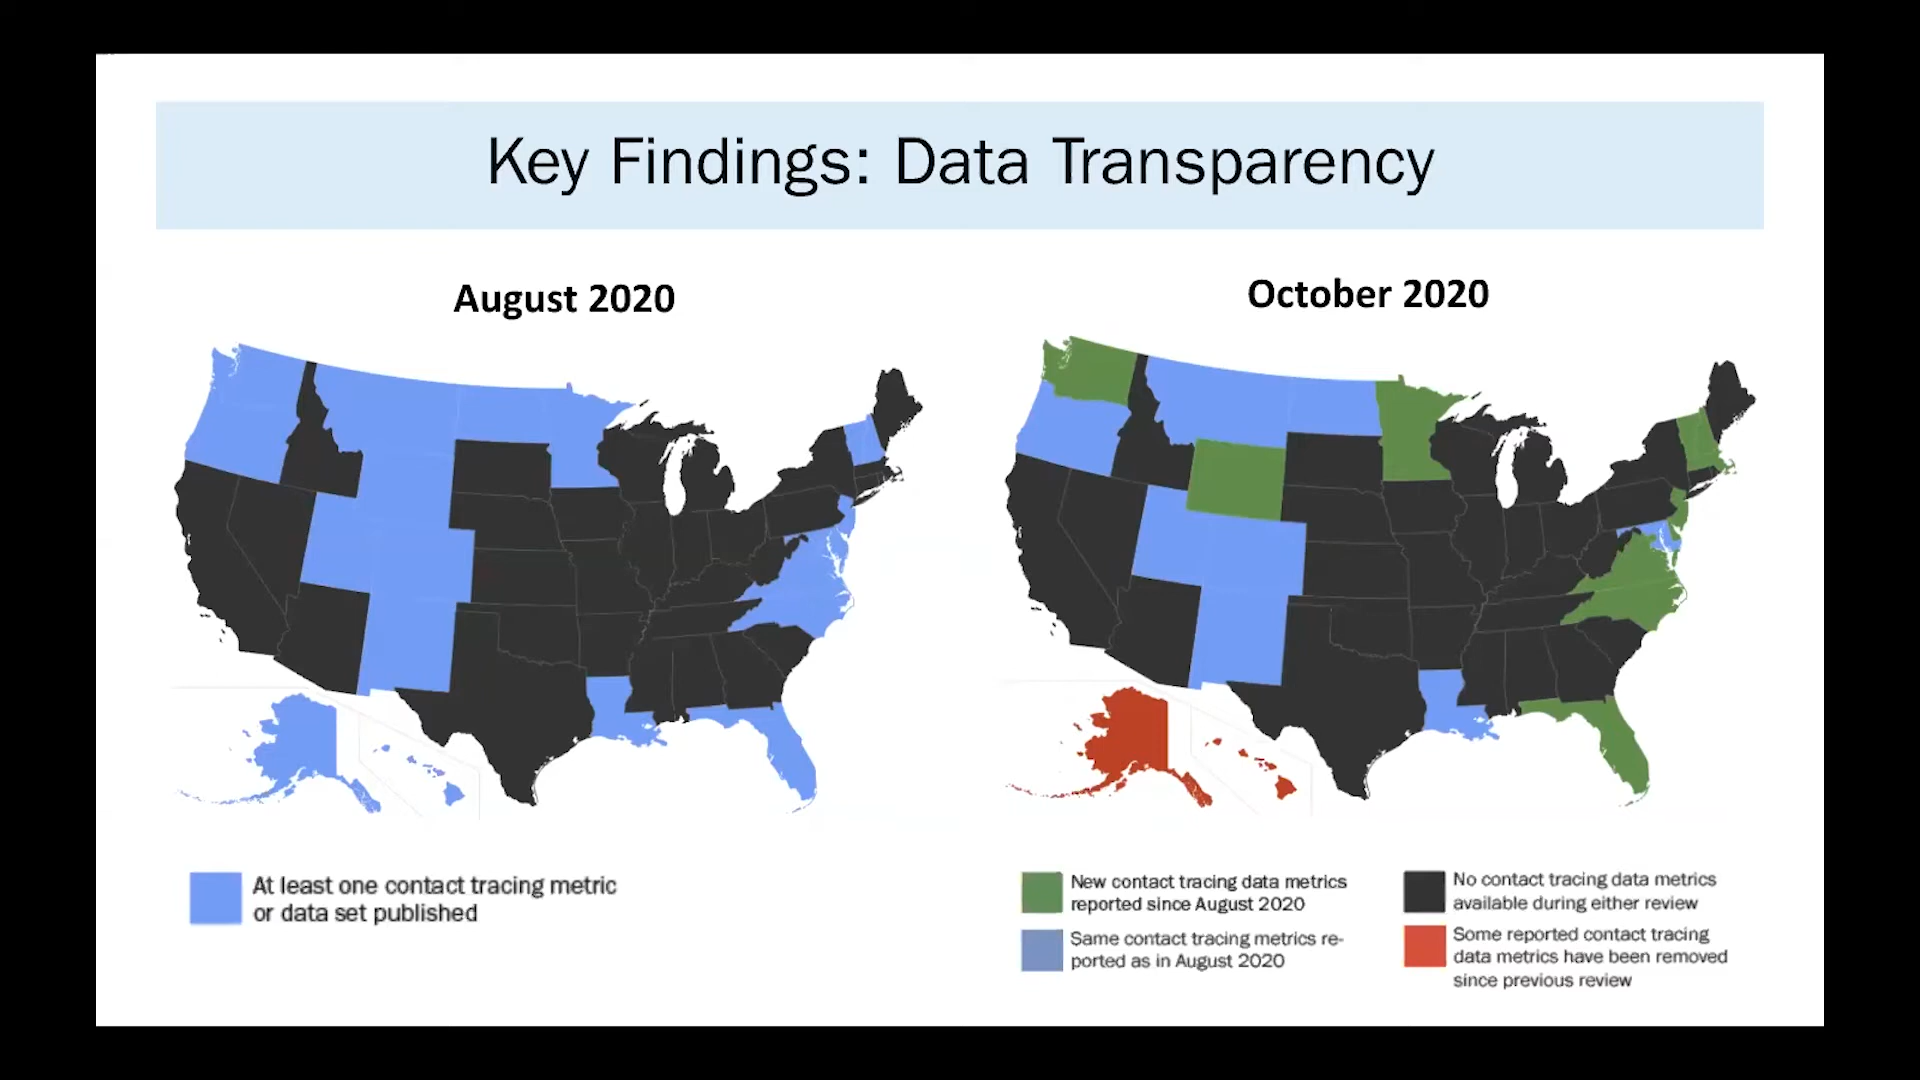 Key Findings: Data Transparency
August 2020
October 2020
At least one contact tracing metric
or data set published
New contact tracing data metrics
reported since August 2020
Same contact tracing metrics re-
ported as in August 2020
No contact tracing data metrics
available during either review
Some reported contact tracing
data metrics have been removed
since previous review